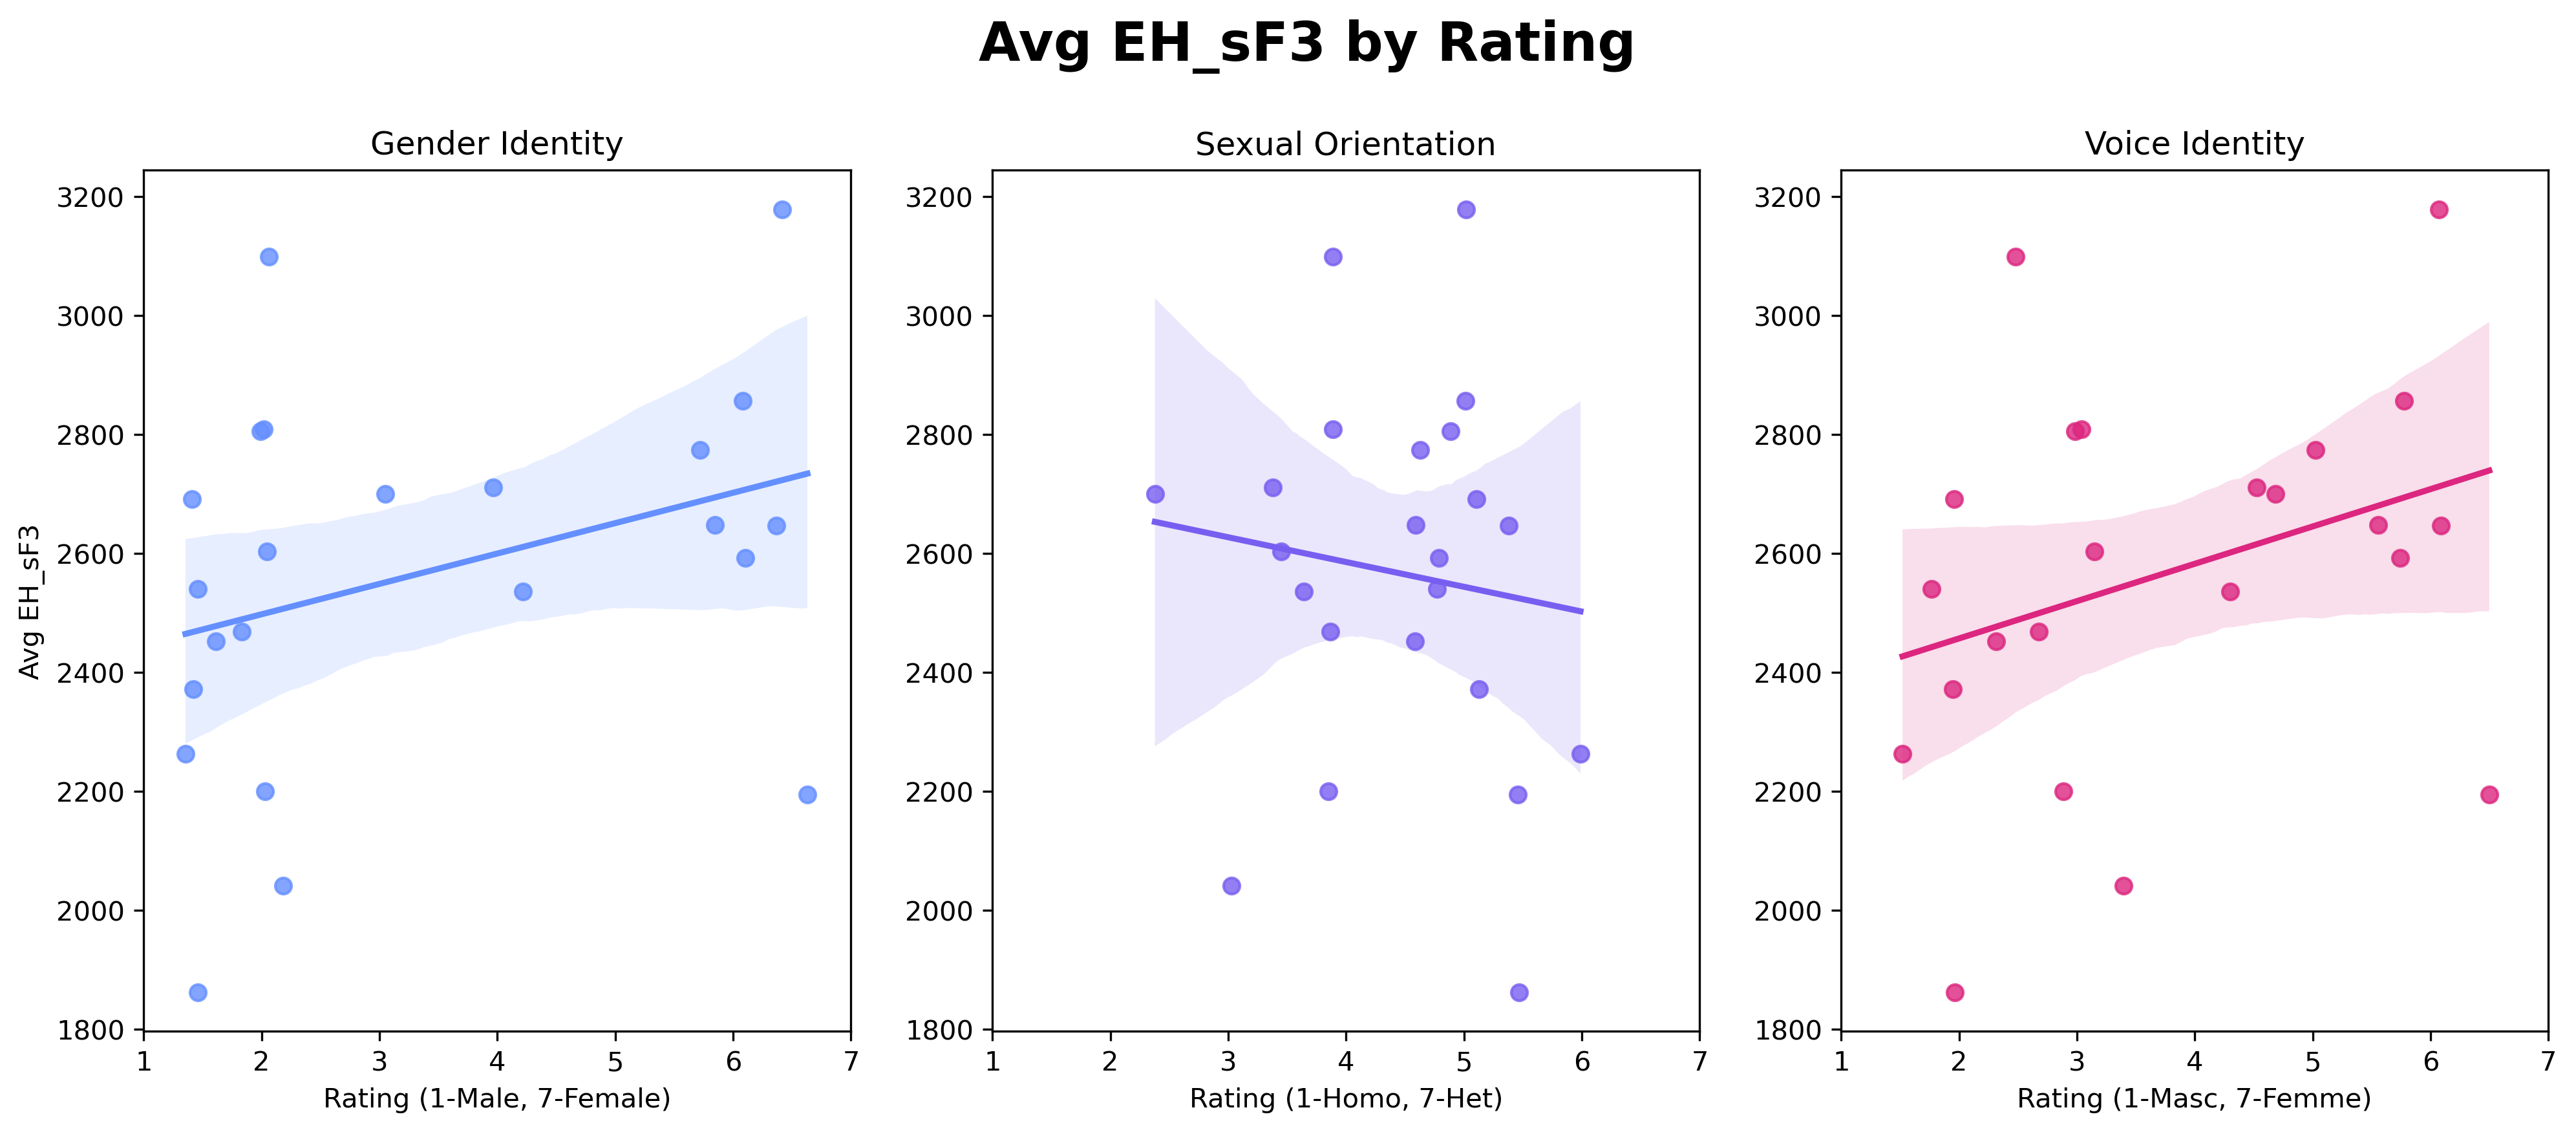 Avg EH_sF3 by Rating
Gender Identity
Sexual Orientation
Voice Identity
Avg EH_sF3
3200
3000
2800
2600
2400
2200
2000
1800
1 2 3 4 5 6 7
Rating (1-Male, 7-Female)
3200
3000
2800
2600
2400
2200
2000
1800
1 2 3 4 5 6 7
Rating (1-Homo, 7-Het)
3200
3000
2800
2600
2400
2200
2000
1800
1 2 3 4 5 6 7
Rating (1-Masc, 7-Femme)